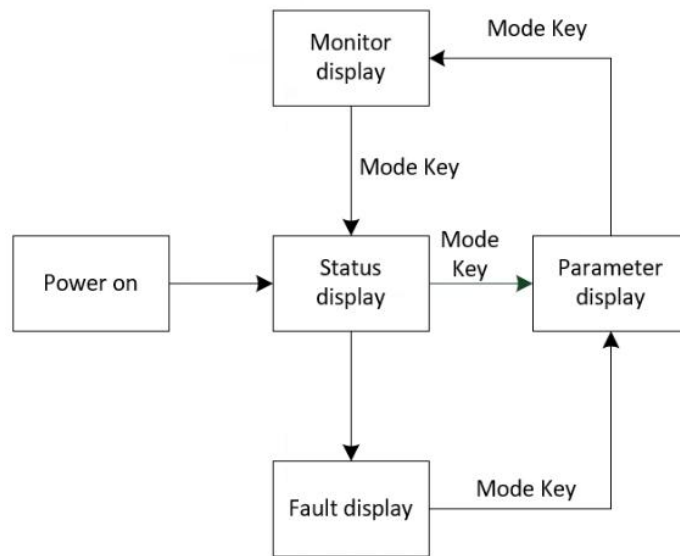 Monitor
display
Mode Key
Mode Key
Power on
Status
display
Mode
Key
Parameter
display
Fault display
Mode Key